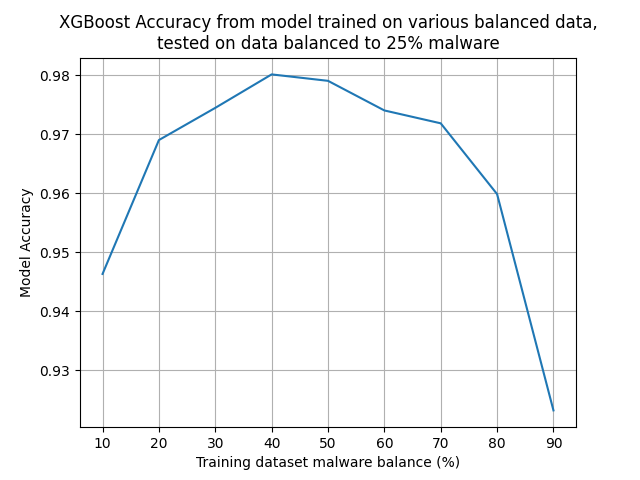 XGBoost Accuracy from model trained on various balanced data,
tested on data balanced to 25% malware
0.98
0.97
0.96
0.95
0.94
0.93
Model Accuracy
10 20 30 40 50 60 70 80 90
Training dataset malware balance (%)